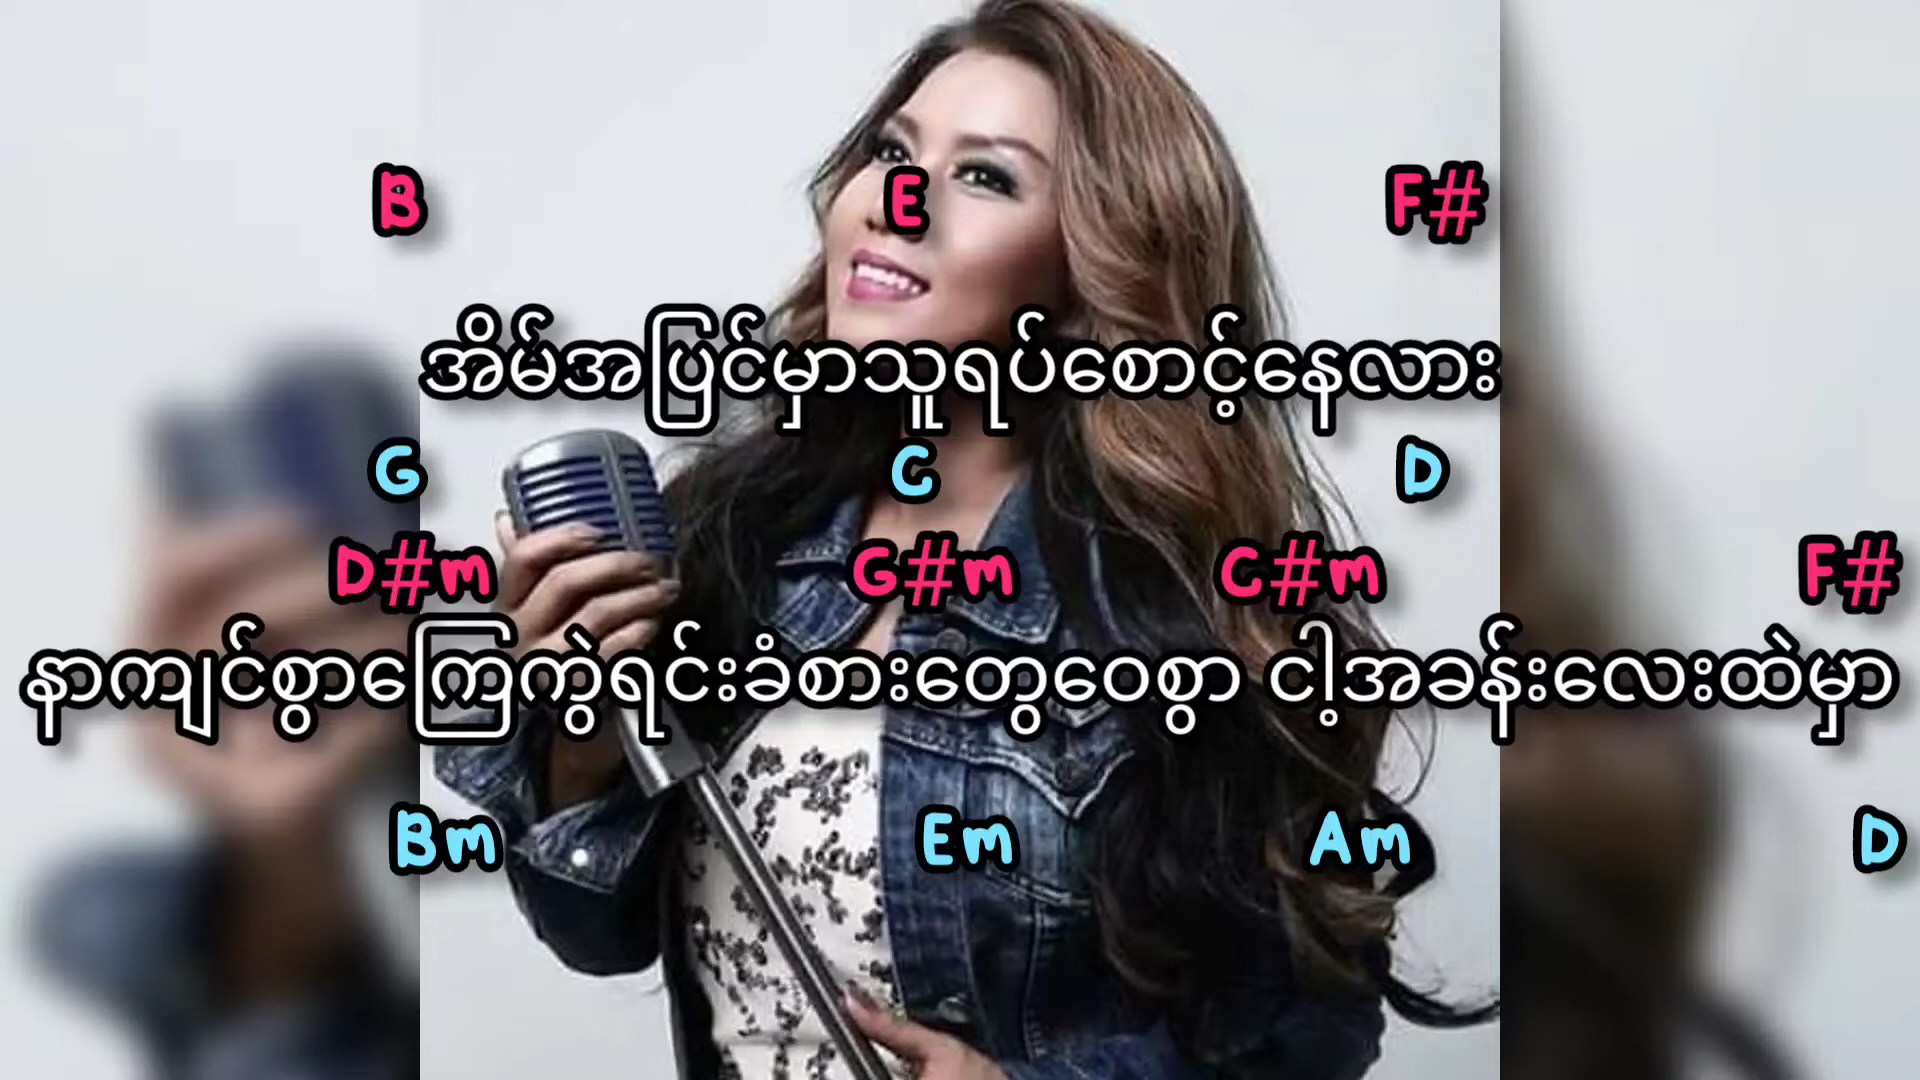 B E F#
အိမ်အပြင်မှာသူရပ်စောင့်နေလား
G C D
D#m G#m C#m F#
နာကျင်စွာကြေကွဲရင်းခံစားတွေဝေစွာ ငါ့အခန်းလေးထဲမှာ
Bm Em Am D